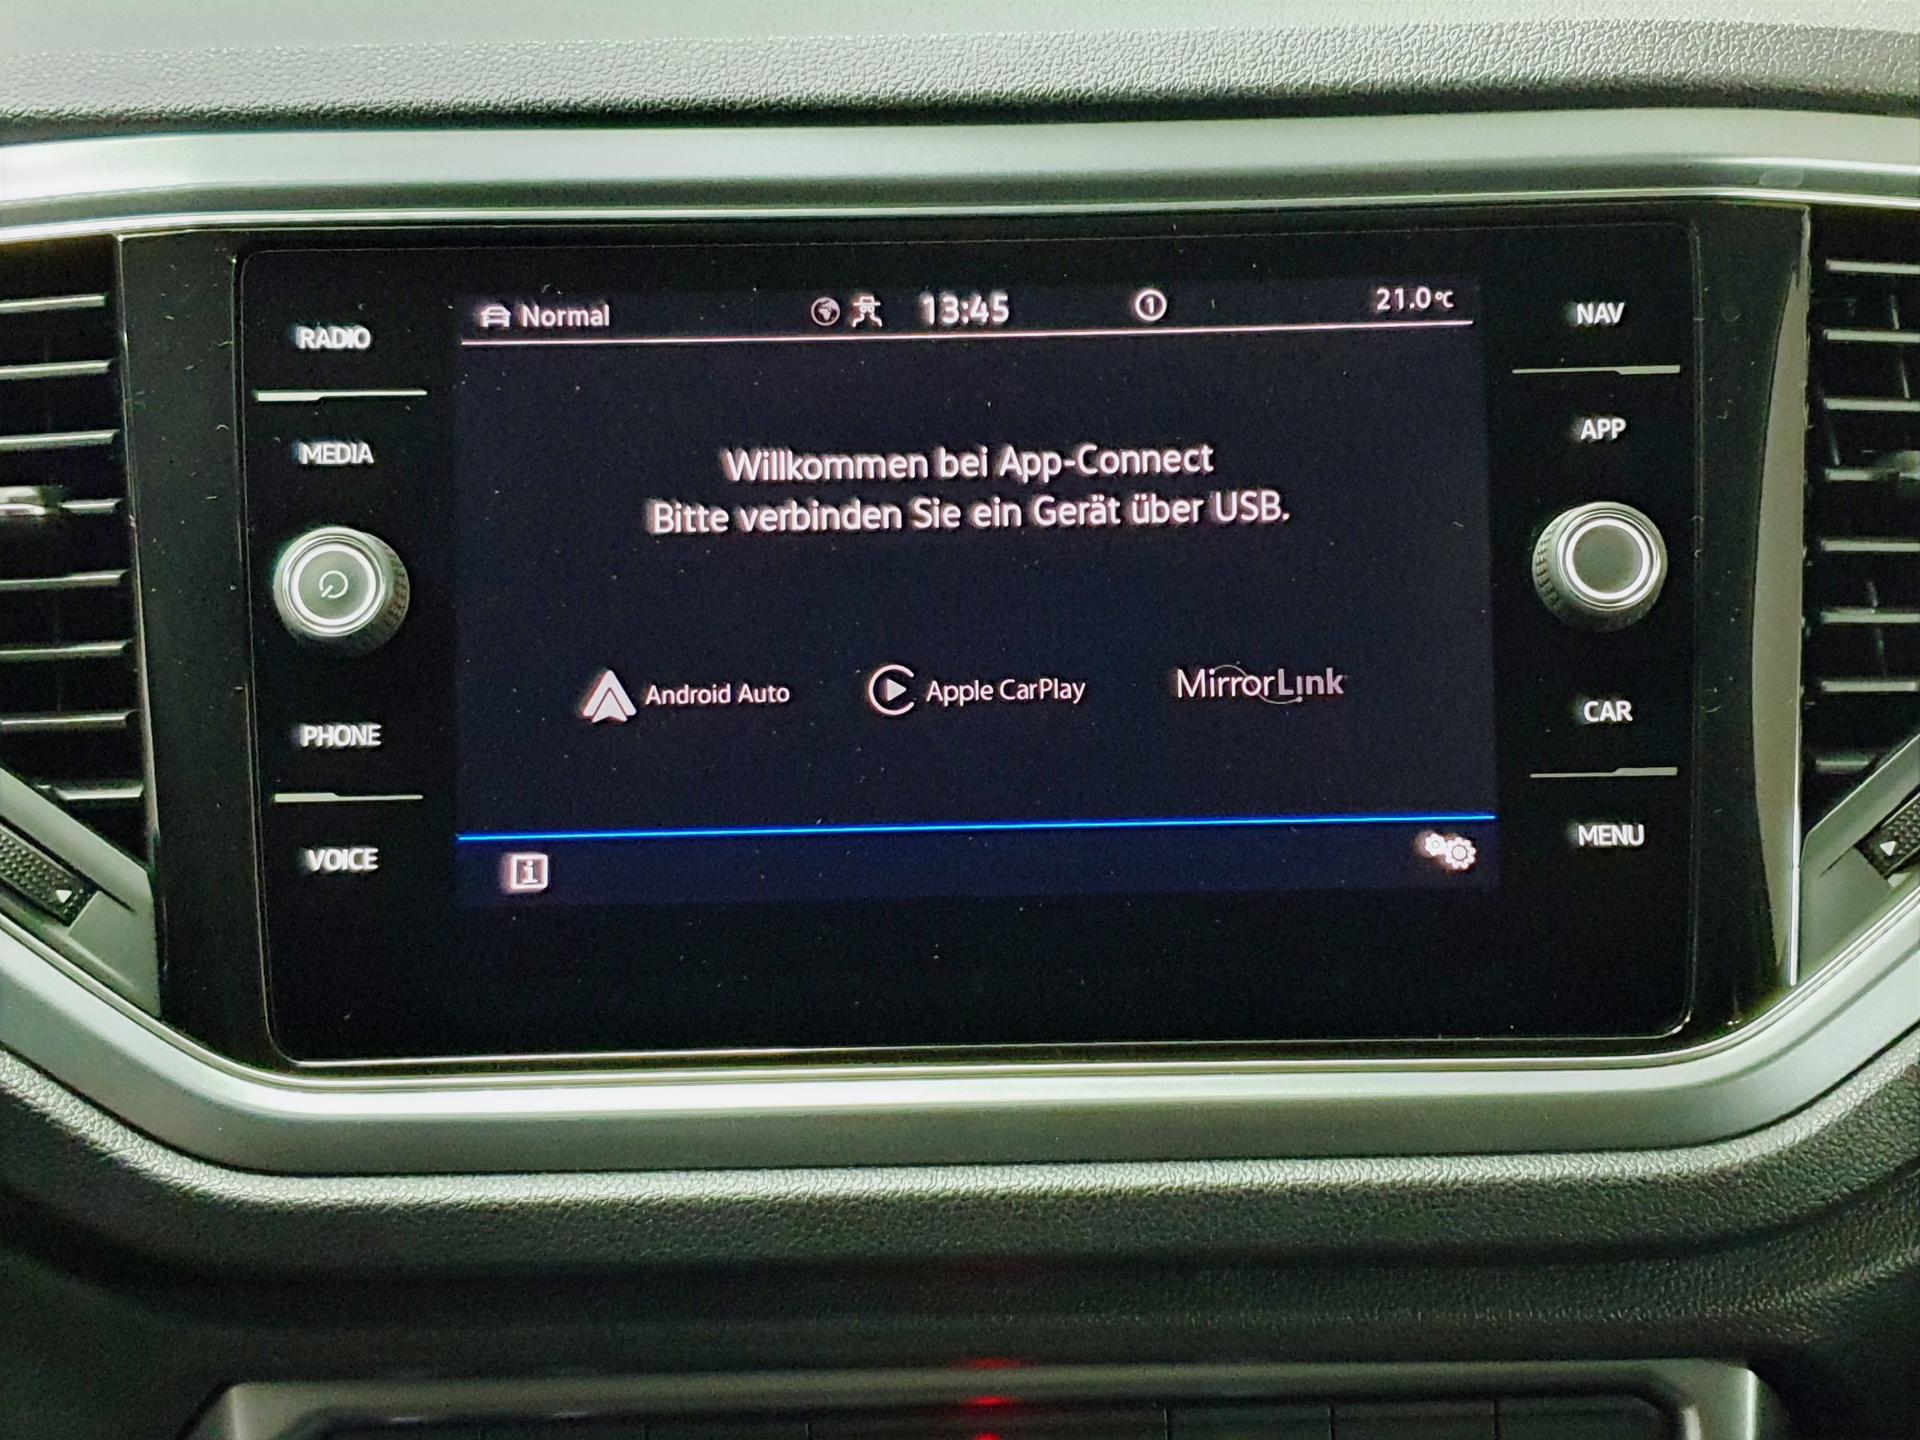 Normal
13:45
1
21.0°C
RADIO
MEDIA
PHONE
VOICE
Willkommen bei App-Connect
Bitte verbinden Sie ein Gerät über USB.
Android Auto
Apple CarPlay
MirrorLink
i
NAV
APP
CAR
MENU